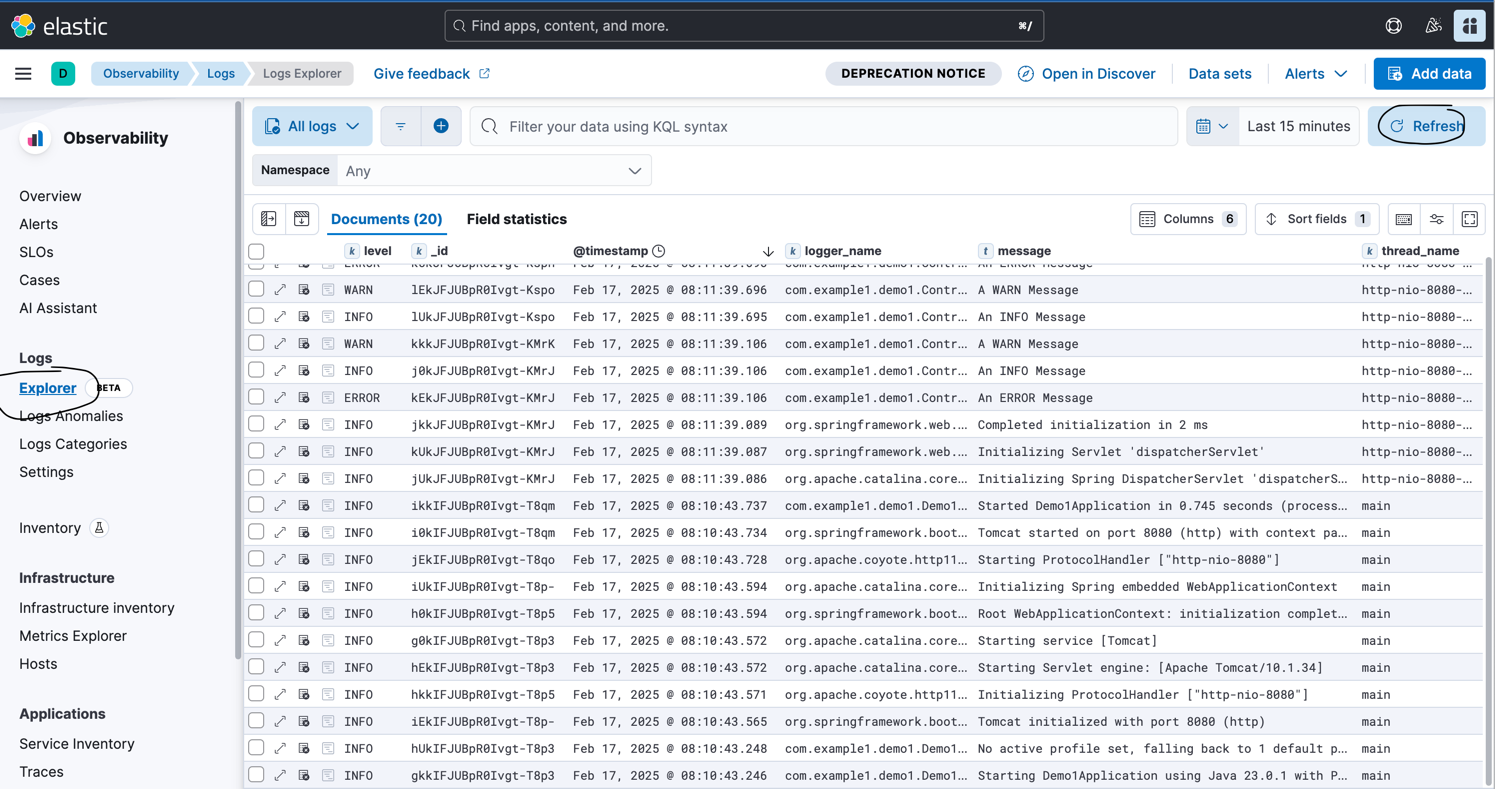 elastic
Find apps, content, and more.
⌘/
D
Observability
Logs
Logs Explorer
Give feedback
DEPRECATION NOTICE
Open in Discover
Data sets
Alerts
Add data
Observability
Overview
Alerts
SLOs
Cases
AI Assistant
Logs
Explorer
BETA
Logs Anomalies
Logs Categories
Settings
Inventory
Infrastructure
Infrastructure inventory
Metrics Explorer
Hosts
Applications
Service Inventory
Traces
All logs
Filter your data using KQL syntax
Last 15 minutes
Refresh
Namespace
Any
Documents (20)
Field statistics
Columns 6
Sort fields 1
k level k _id @timestamp k logger_name t message k thread_name
WARN lEkJFJUBpR0Ivgt-Kspo Feb 17, 2025 @ 08:11:39.696 com.example1.demo1.Contr... A WARN Message http-nio-8080-...
INFO lUkJFJUBpR0Ivgt-Kspo Feb 17, 2025 @ 08:11:39.695 com.example1.demo1.Contr... An INFO Message http-nio-8080-...
WARN kkkJFJUBpR0Ivgt-KMrK Feb 17, 2025 @ 08:11:39.106 com.example1.demo1.Contr... A WARN Message http-nio-8080-...
INFO j0kJFJUBpR0Ivgt-KMrJ Feb 17, 2025 @ 08:11:39.106 com.example1.demo1.Contr... An INFO Message http-nio-8080-...
ERROR kEkJFJUBpR0Ivgt-KMrJ Feb 17, 2025 @ 08:11:39.106 com.example1.demo1.Contr... An ERROR Message http-nio-8080-...
INFO jkkJFJUBpR0Ivgt-KMrJ Feb 17, 2025 @ 08:11:39.089 org.springframework.web.... Completed initialization in 2 ms http-nio-8080-...
INFO kUkJFJUBpR0Ivgt-KMrJ Feb 17, 2025 @ 08:11:39.087 org.springframework.web.... Initializing Servlet 'dispatcherServlet' http-nio-8080-...
INFO jUkJFJUBpR0Ivgt-KMrJ Feb 17, 2025 @ 08:11:39.086 org.apache.catalina.core... Initializing Spring DispatcherServlet 'dispatcherS... http-nio-8080-...
INFO ikkIFJUBpR0Ivgt-T8qm Feb 17, 2025 @ 08:10:43.737 com.example1.demo1.Demo1... Started Demo1Application in 0.745 seconds (process... main
INFO i0kIFJUBpR0Ivgt-T8qm Feb 17, 2025 @ 08:10:43.734 org.springframework.boot... Tomcat started on port 8080 (http) with context pa... main
INFO jEkIFJUBpR0Ivgt-T8qo Feb 17, 2025 @ 08:10:43.728 org.apache.coyote.http11... Starting ProtocolHandler ["http-nio-8080"] main
INFO iUkIFJUBpR0Ivgt-T8p- Feb 17, 2025 @ 08:10:43.594 org.apache.catalina.core... Initializing Spring embedded WebApplicationContext main
INFO h0kIFJUBpR0Ivgt-T8p5 Feb 17, 2025 @ 08:10:43.594 org.springframework.boot... Root WebApplicationContext: initialization complet... main
INFO g0kIFJUBpR0Ivgt-T8p3 Feb 17, 2025 @ 08:10:43.572 org.apache.catalina.core... Starting service [Tomcat] main
INFO hEkIFJUBpR0Ivgt-T8p3 Feb 17, 2025 @ 08:10:43.572 org.apache.catalina.core... Starting Servlet engine: [Apache Tomcat/10.1.34] main
INFO hkkIFJUBpR0Ivgt-T8p5 Feb 17, 2025 @ 08:10:43.571 org.apache.coyote.http11... Initializing ProtocolHandler ["http-nio-8080"] main
INFO iEkIFJUBpR0Ivgt-T8p- Feb 17, 2025 @ 08:10:43.565 org.springframework.boot... Tomcat initialized with port 8080 (http) main
INFO hUkIFJUBpR0Ivgt-T8p3 Feb 17, 2025 @ 08:10:43.248 com.example1.demo1.Demo1... No active profile set, falling back to 1 default p... main
INFO gkkIFJUBpR0Ivgt-T8p3 Feb 17, 2025 @ 08:10:43.246 com.example1.demo1.Demo1... Starting Demo1Application using Java 23.0.1 with P... main